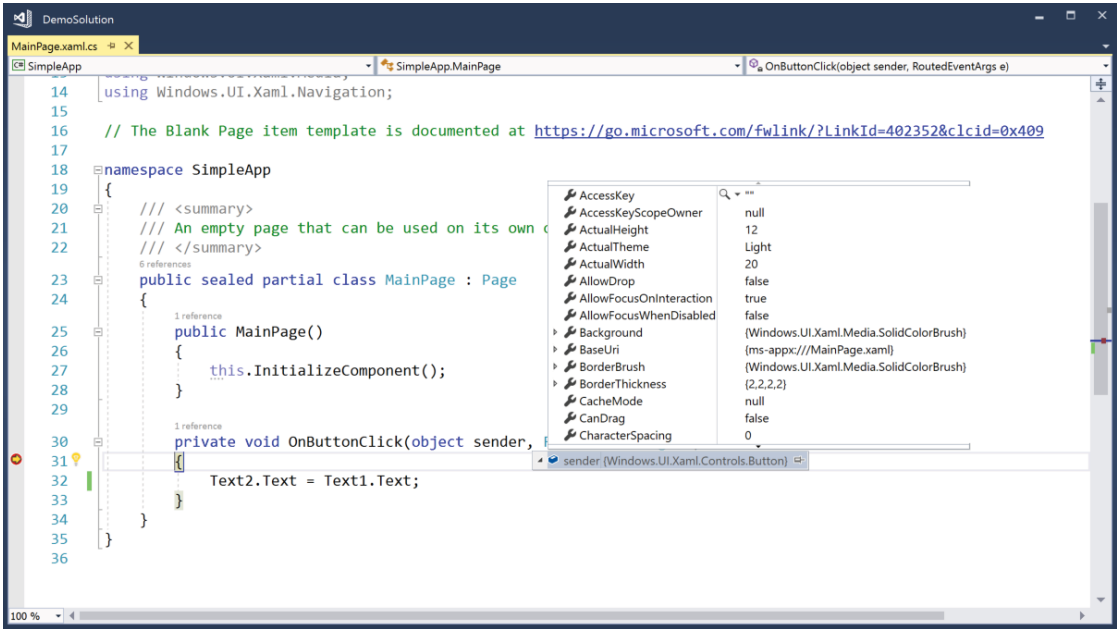 DemoSolution
MainPage.xaml.cs
C# SimpleApp SimpleApp.MainPage OnButtonClick(object sender, RoutedEventArgs e)
13 using Windows.UI.Xaml.Media;
14 using Windows.UI.Xaml.Navigation;
15
16 // The Blank Page item template is documented at https://go.microsoft.com/fwlink/?LinkId=402352&clcid=0x409
17
18 namespace SimpleApp
19 {
20 /// <summary>
21 /// An empty page that can be used on its own
22 /// </summary>
6 references
23 public sealed partial class MainPage : Page
24 {
1 reference
25 public MainPage()
26 {
27 this.InitializeComponent();
28 }
29
1 reference
30 private void OnButtonClick(object sender,
31 {
32 Text2.Text = Text1.Text;
33 }
34 }
35 }
36
AccessKey ""
AccessKeyScopeOwner null
ActualHeight 12
ActualTheme Light
ActualWidth 20
AllowDrop false
AllowFocusOnInteraction true
AllowFocusWhenDisabled false
Background {Windows.UI.Xaml.Media.SolidColorBrush}
BaseUri {ms-appx:///MainPage.xaml}
BorderBrush {Windows.UI.Xaml.Media.SolidColorBrush}
BorderThickness {2,2,2,2}
CacheMode null
CanDrag false
CharacterSpacing 0
sender {Windows.UI.Xaml.Controls.Button}
100 %